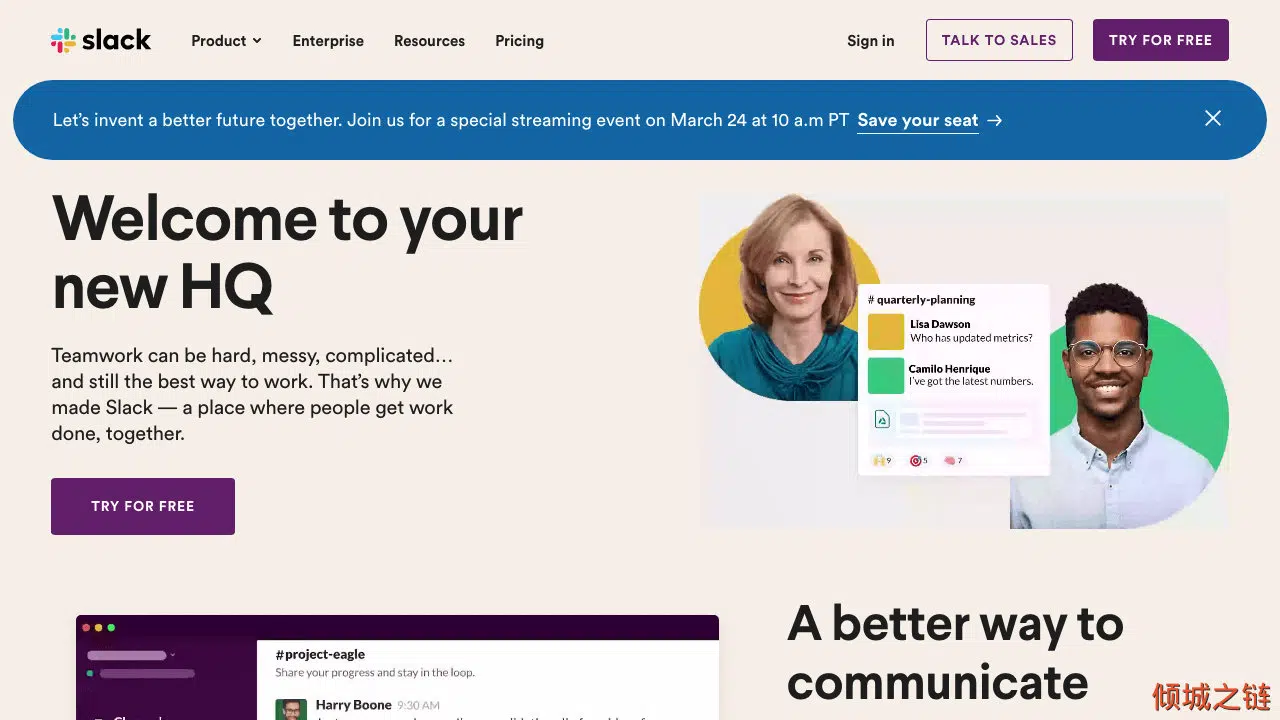 slack
Product
Enterprise
Resources
Pricing
Sign in
TALK TO SALES
TRY FOR FREE
Let's invent a better future together. Join us for a special streaming event on March 24 at 10 a.m PT Save your seat →
Welcome to your
new HQ
Teamwork can be hard, messy, complicated…
and still the best way to work. That's why we
made Slack — a place where people get work
done, together.
TRY FOR FREE
# quarterly-planning
Lisa Dawson
Who has updated metrics?
Camilo Henrique
I've got the latest numbers.
9
5
7
#project-eagle
Share your progress and stay in the loop.
Harry Boone 9:30 AM
A better way to
communicate
倾城之链